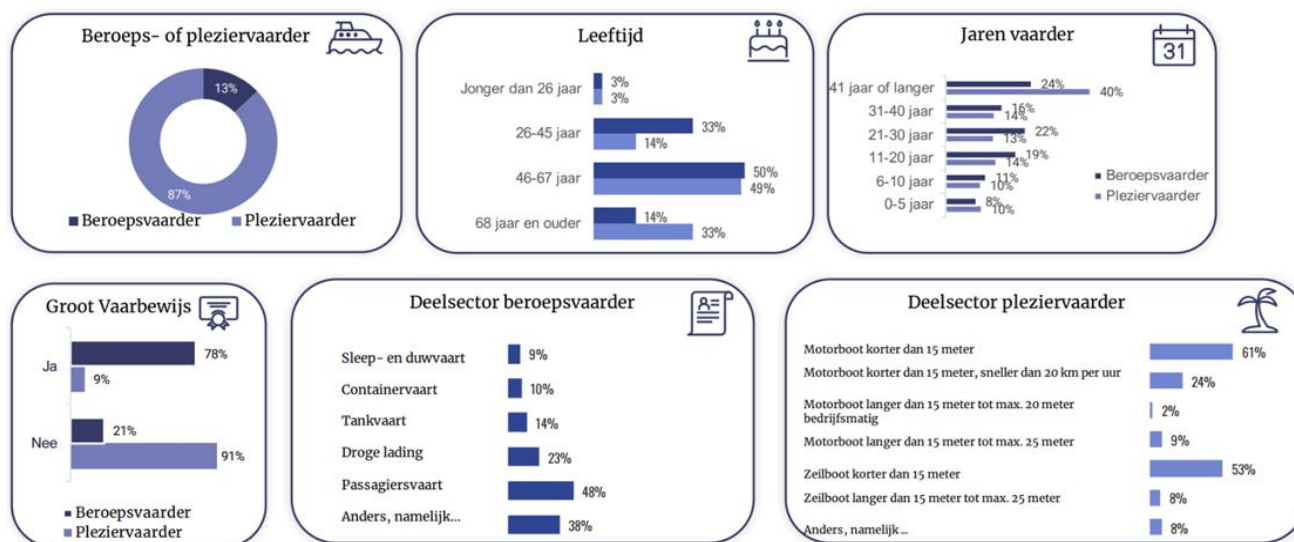 Beroeps- of pleziervaarder
13%
87%
Beroepsvaarder
Pleziervaarder
Leeftijd
Jonger dan 26 jaar
3%
3%
26-45 jaar
33%
14%
46-67 jaar
50%
49%
68 jaar en ouder
14%
33%
Jaren vaarder
31
41 jaar of langer
24%
40%
31-40 jaar
16%
14%
21-30 jaar
22%
13%
11-20 jaar
19%
14%
6-10 jaar
11%
10%
0-5 jaar
8%
10%
Beroepsvaarder
Pleziervaarder
Groot Vaarbewijs
Ja
78%
9%
Nee
21%
91%
Beroepsvaarder
Pleziervaarder
Deelsector beroepsvaarder
Sleep- en duwvaart
9%
Containervaart
10%
Tankvaart
14%
Droge lading
23%
Passagiersvaart
48%
Anders, namelijk...
38%
Deelsector pleziervaarder
Motorboot korter dan 15 meter
61%
Motorboot korter dan 15 meter, sneller dan 20 km per uur
24%
Motorboot langer dan 15 meter tot max. 20 meter
bedrijfsmatig
2%
Motorboot langer dan 15 meter tot max. 25 meter
9%
Zeilboot korter dan 15 meter
53%
Zeilboot langer dan 15 meter tot max. 25 meter
8%
Anders, namelijk...
8%